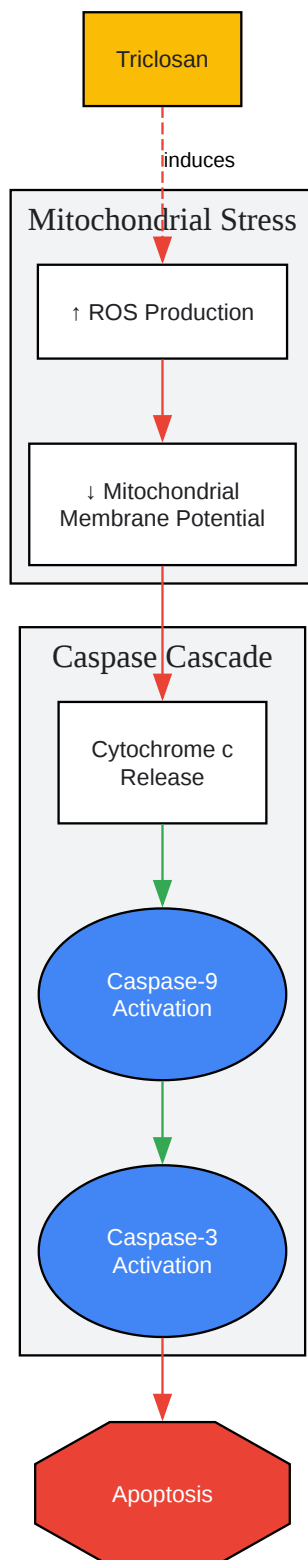 Triclosan
induces
Mitochondrial Stress
↑ ROS Production
↓ Mitochondrial
Membrane Potential
Caspase Cascade
Cytochrome c
Release
Caspase-9
Activation
Caspase-3
Activation
Apoptosis